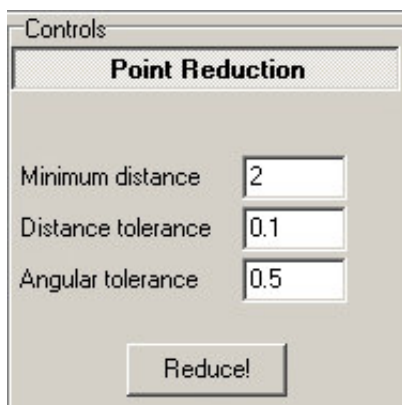 Controls
Point Reduction
Minimum distance 2
Distance tolerance 0.1
Angular tolerance 0.5
Reduce!